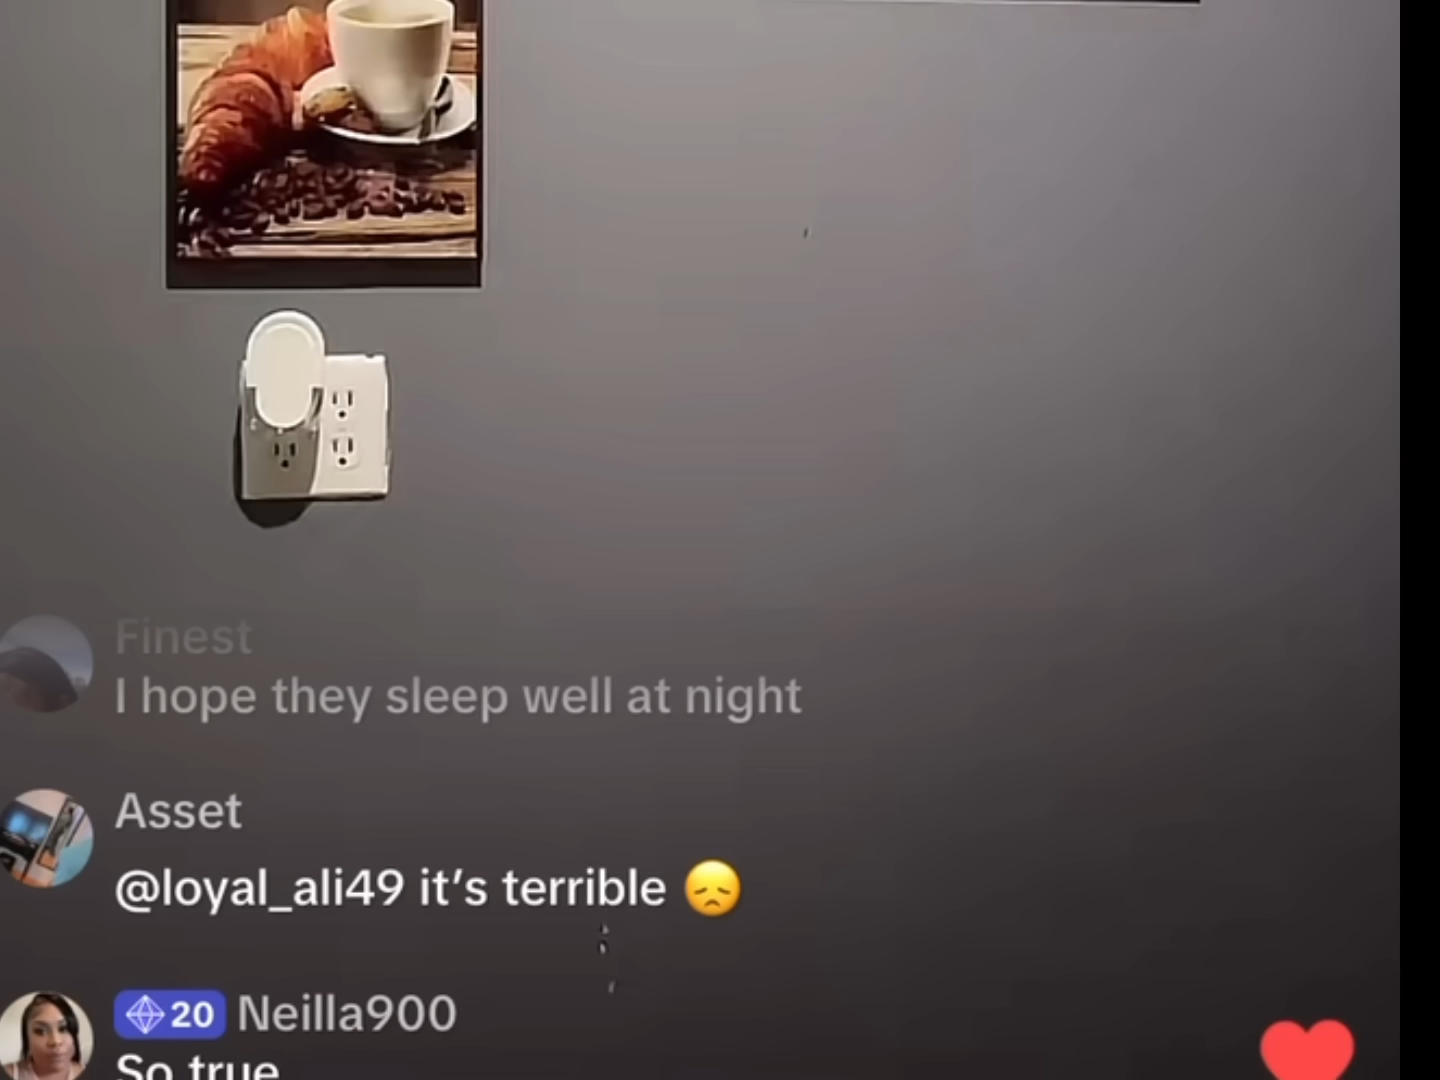 Finest
I hope they sleep well at night
Asset
@loyal_ali49 it's terrible 😞
20 Neilla900
So true